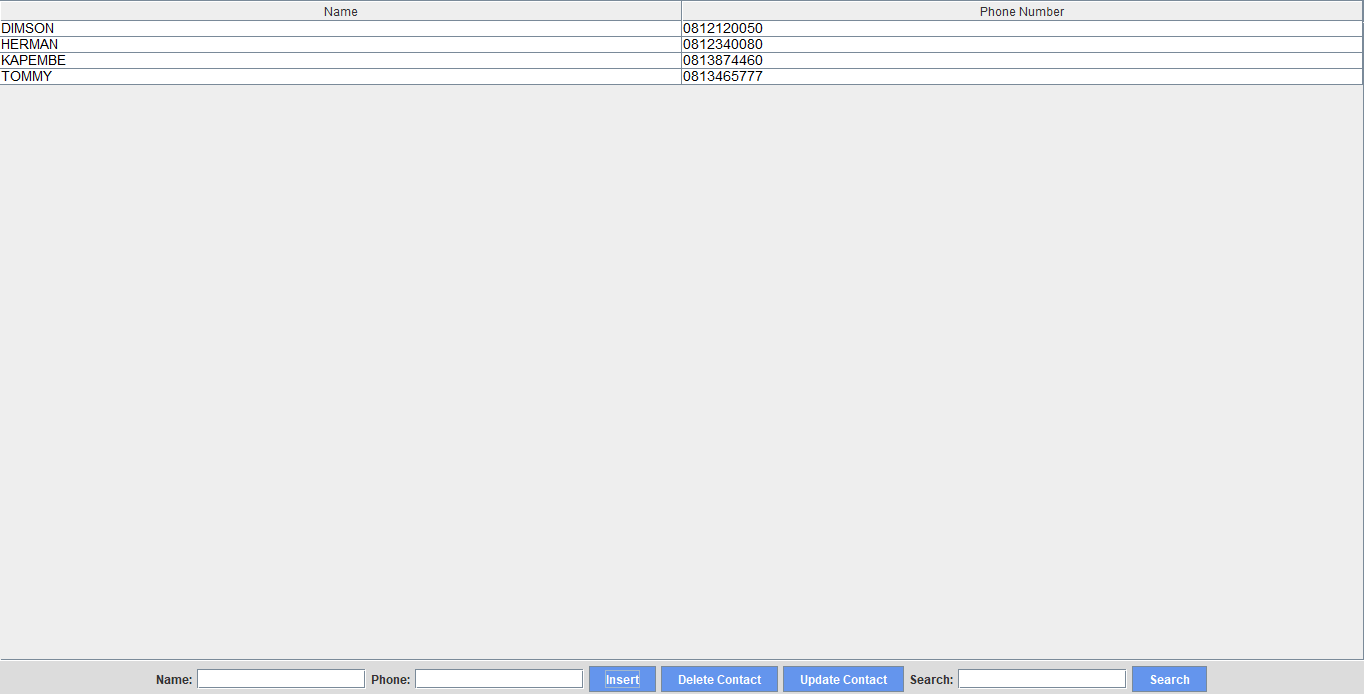 Name Phone Number
DIMSON 0812120050
HERMAN 0812340080
KAPEMBE 0813874460
TOMMY 0813465777
Name: Phone: Insert Delete Contact Update Contact Search: Search